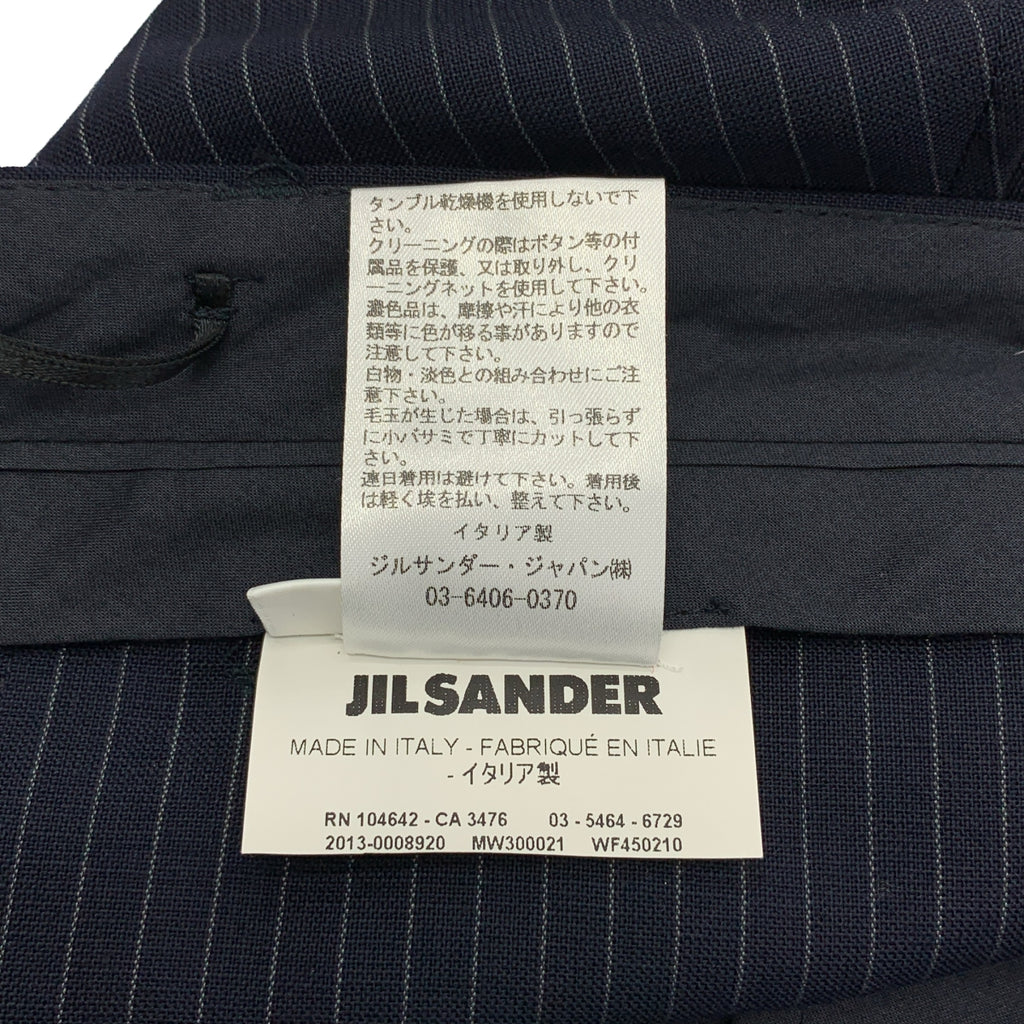 タンブル乾燥機を使用しないで下
さい。
クリーニングの際はボタン等の付
属品を保護、又は取り外し、クリ
ーニングネットを使用して下さい。
濃色品は、摩擦や汗により他の衣
類等に色が移る事がありますので
注意して下さい。
白物・淡色との組み合わせにご注
意下さい。
毛玉が生じた場合は、引っ張らず
に小バサミで丁寧にカットして下
さい。
連日着用は避けて下さい。着用後
は軽く埃を払い、整えて下さい。
イタリア製
ジルサンダー・ジャパン㈱
03-6406-0370
JIL SANDER
MADE IN ITALY - FABRIQUÉ EN ITALIE
- イタリア製
RN 104642 - CA 3476 03 - 5464 - 6729
2013-0008920 MW300021 WF450210